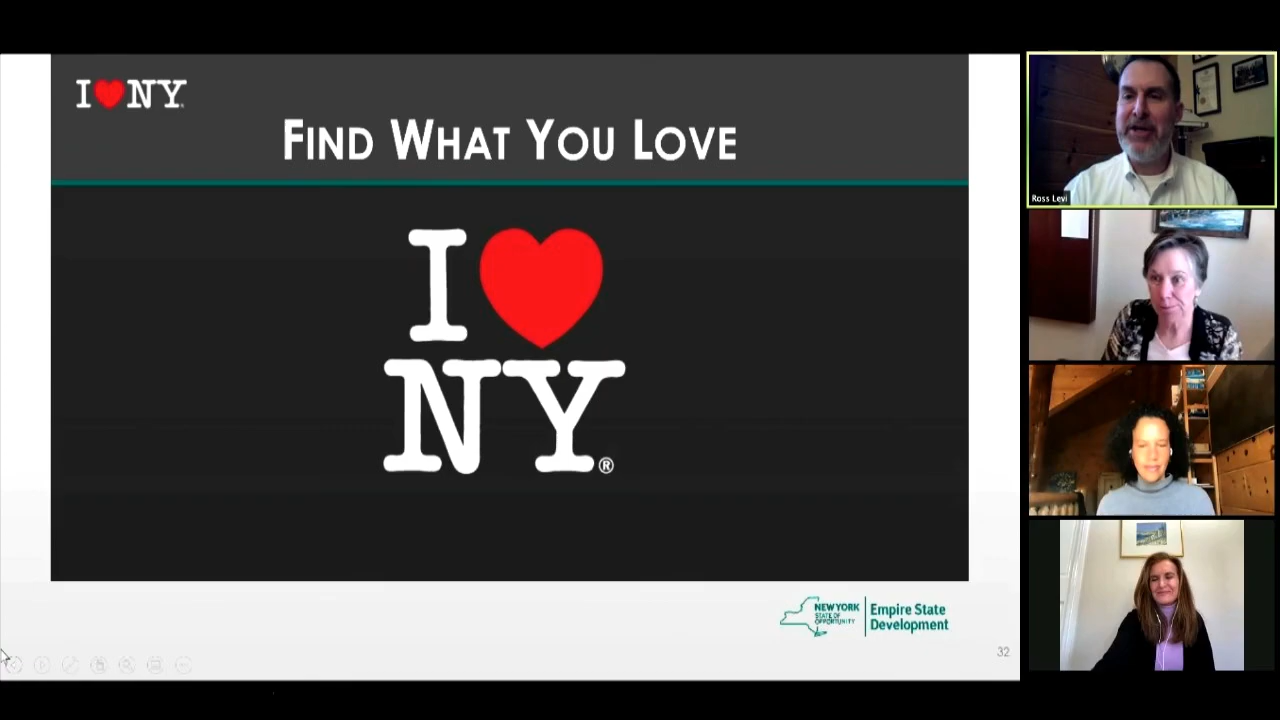 I NY
FIND WHAT YOU LOVE
I
NY®
NEW YORK
STATE OF
OPPORTUNITY
Empire State
Development
32
Ross Levi